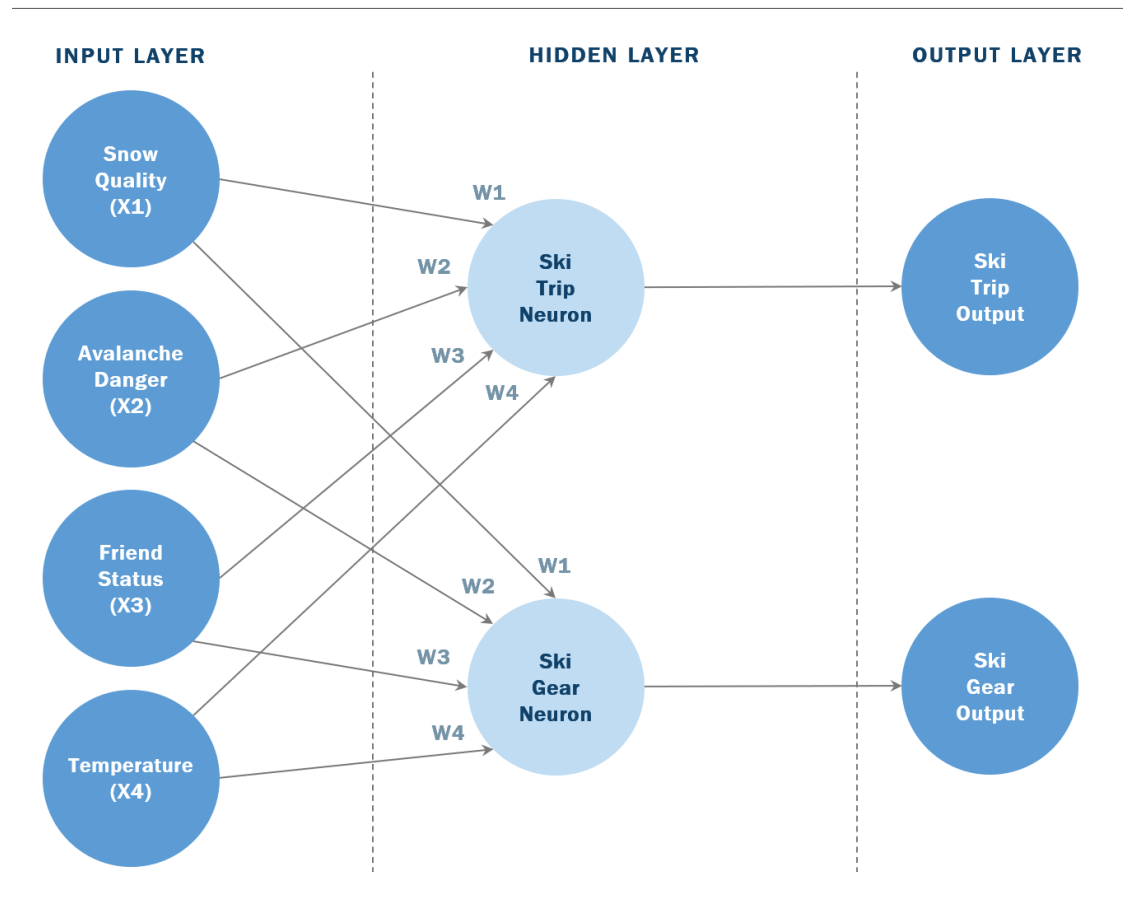 INPUT LAYER
HIDDEN LAYER
OUTPUT LAYER
Snow
Quality
(X1)
Avalanche
Danger
(X2)
Friend
Status
(X3)
Temperature
(X4)
W1
W2
W3
W4
Ski
Trip
Neuron
W1
W2
W3
W4
Ski
Gear
Neuron
Ski
Trip
Output
Ski
Gear
Output